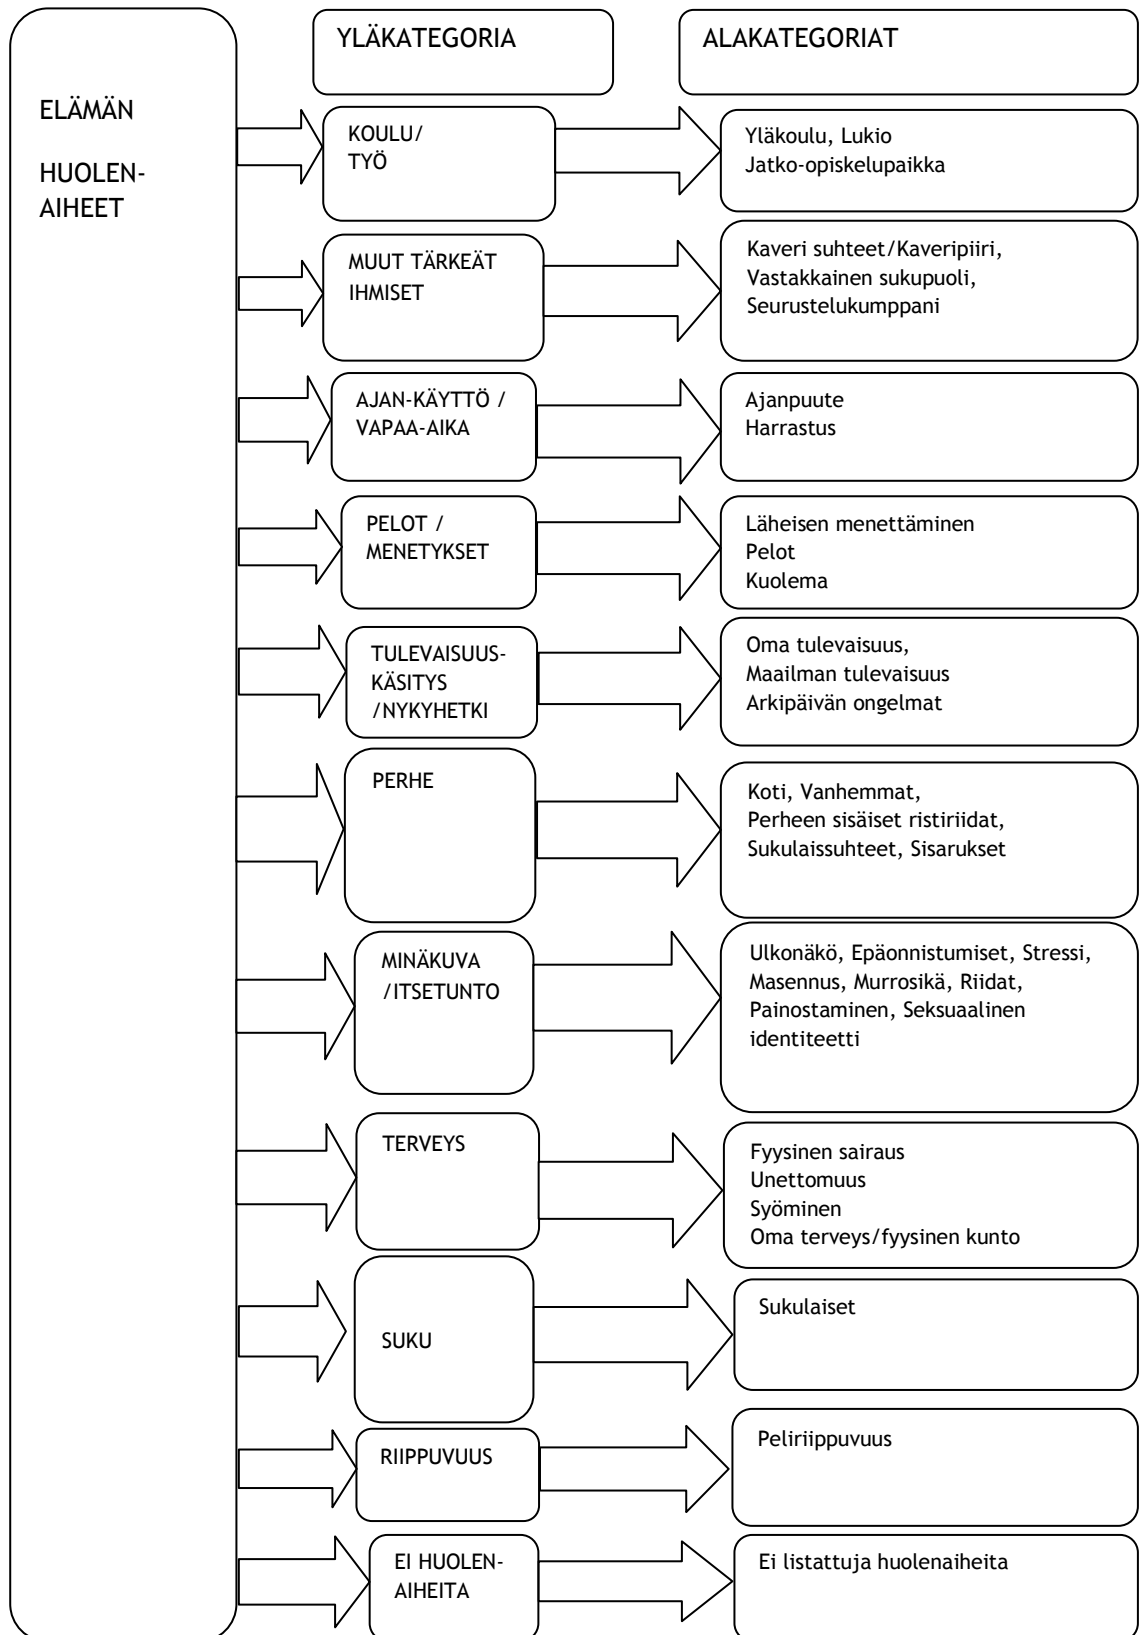 YLÄKATEGORIA
ALAKATEGORIAT
ELÄMÄN
HUOLEN-
AIHEET
KOULU/
TYÖ
Yläkoulu, Lukio
Jatko-opiskelupaikka
MUUT TÄRKEÄT
IHMISET
Kaveri suhteet/Kaveripiiri,
Vastakkainen sukupuoli,
Seurustelukumppani
AJAN-KÄYTTÖ /
VAPAA-AIKA
Ajanpuute
Harrastus
PELOT /
MENETYKSET
Läheisen menettäminen
Pelot
Kuolema
TULEVAISUUS-
KÄSITYS
/NYKYHETKI
Oma tulevaisuus,
Maailman tulevaisuus
Arkipäivän ongelmat
PERHE
Koti, Vanhemmat,
Perheen sisäiset ristiriidat,
Sukulaissuhteet, Sisarukset
MINÄKUVA
/ITSETUNTO
Ulkonäkö, Epäonnistumiset, Stressi,
Masennus, Murrosikä, Riidat,
Painostaminen, Seksuaalinen
identiteetti
TERVEYS
Fyysinen sairaus
Unettomuus
Syöminen
Oma terveys/fyysinen kunto
SUKU
Sukulaiset
RIIPPUVUUS
Peliriippuvuus
EI HUOLEN-
AIHEITA
Ei listattuja huolenaiheita